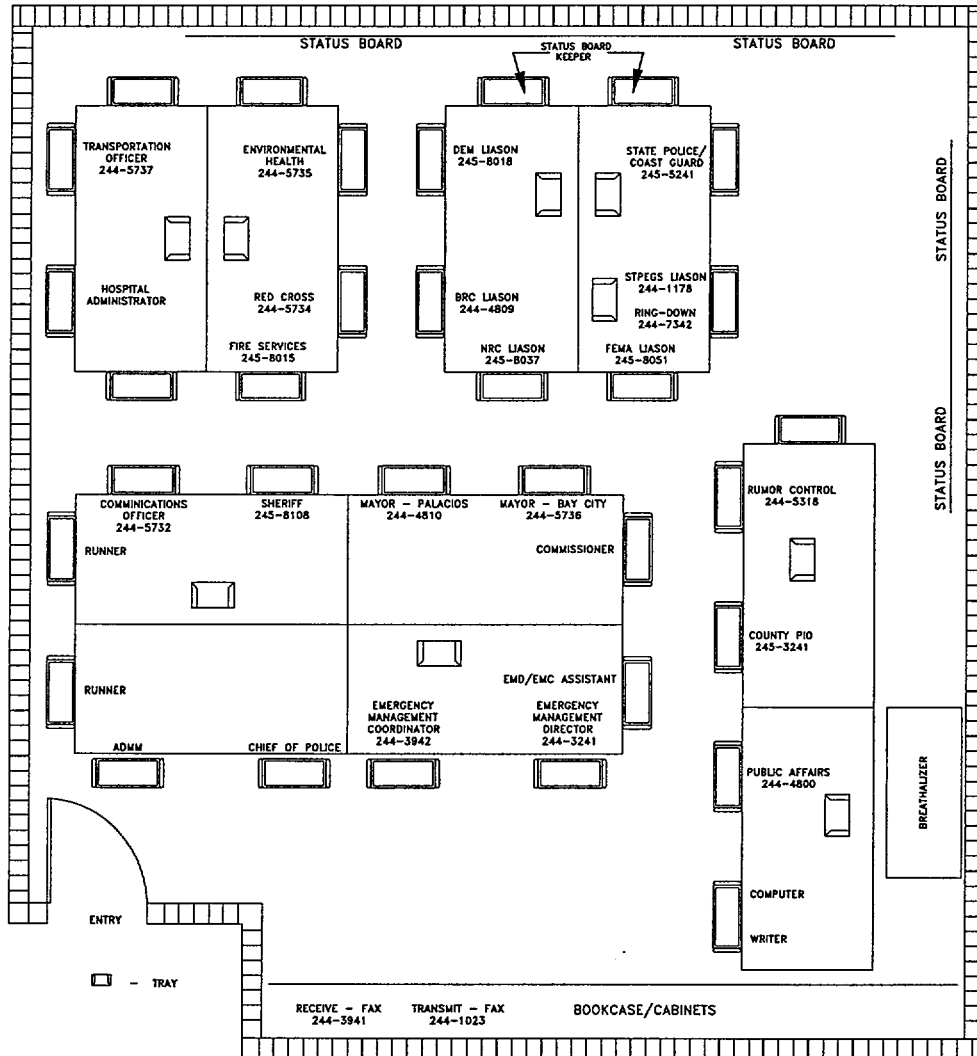 STATUS BOARD
STATUS BOARD
KEEPER
STATUS BOARD
TRANSPORTATION
OFFICER
244-5737
ENVIRONMENTAL
HEALTH
244-5735
DEM LIASON
245-8018
STATE POLICE/
COAST GUARD
245-5241
STATUS BOARD
HOSPITAL
ADMINISTRATOR
RED CROSS
244-5734
FIRE SERVICES
245-8015
BRC LIASON
244-4809
NRC LIASON
245-8037
STPEGS LIASON
244-1178
RING-DOWN
244-7342
FEMA LIASON
245-8051
STATUS BOARD
COMMINICATIONS
OFFICER
244-5732
SHERIFF
245-8108
MAYOR - PALACIOS
244-4810
MAYOR - BAY CITY
244-5736
RUNNER
COMMISSIONER
RUMOR CONTROL
244-5318
COUNTY PIO
245-3241
RUNNER
EMD/EMC ASSISTANT
EMERGENCY
MANAGEMENT
COORDINATOR
244-3942
EMERGENCY
MANAGEMENT
DIRECTOR
244-3241
ADMM
CHIEF OF POLICE
PUBLIC AFFAIRS
244-4800
BREATHALIZER
COMPUTER
WRITER
ENTRY
- TRAY
RECEIVE - FAX
244-3941
TRANSMIT - FAX
244-1023
BOOKCASE/CABINETS